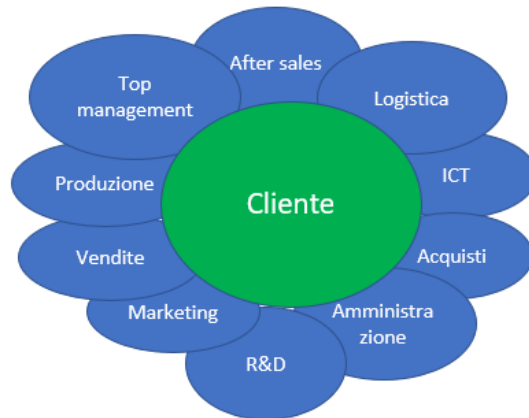 After sales
Top
management
Logistica
Produzione
ICT
Cliente
Vendite
Acquisti
Marketing
Amministra
zione
R&D